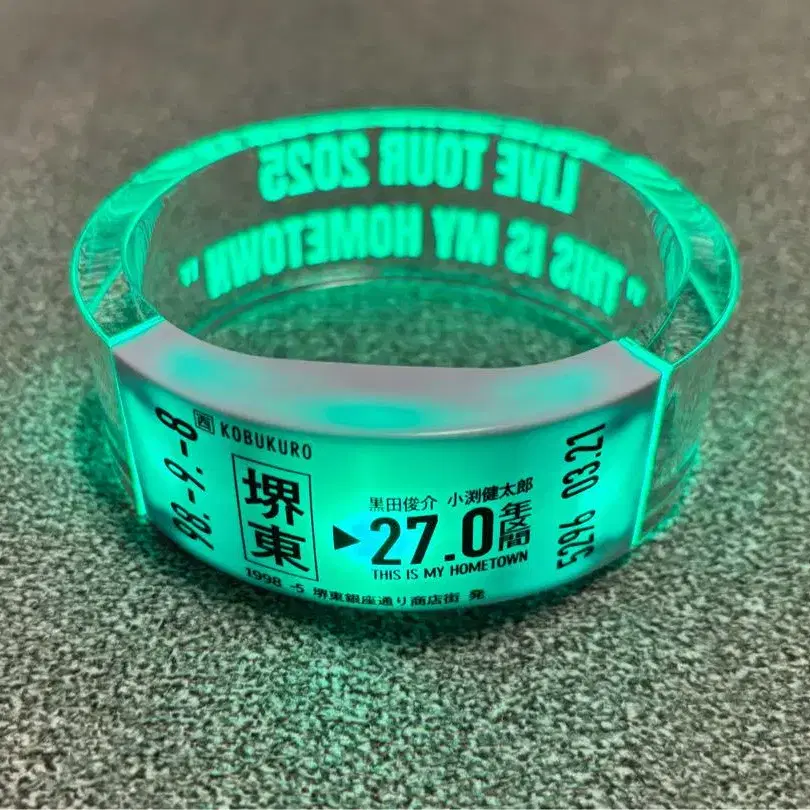 LIVE TOUR 2025
" THIS IS MY HOMETOWN "
西 KOBUKURO
堺東
黒田俊介 小渕健太郎
▶27.0年区間
THIS IS MY HOMETOWN
1998 -5 堺東銀座通り商店街 発
98.-9.-8
5296 03.21